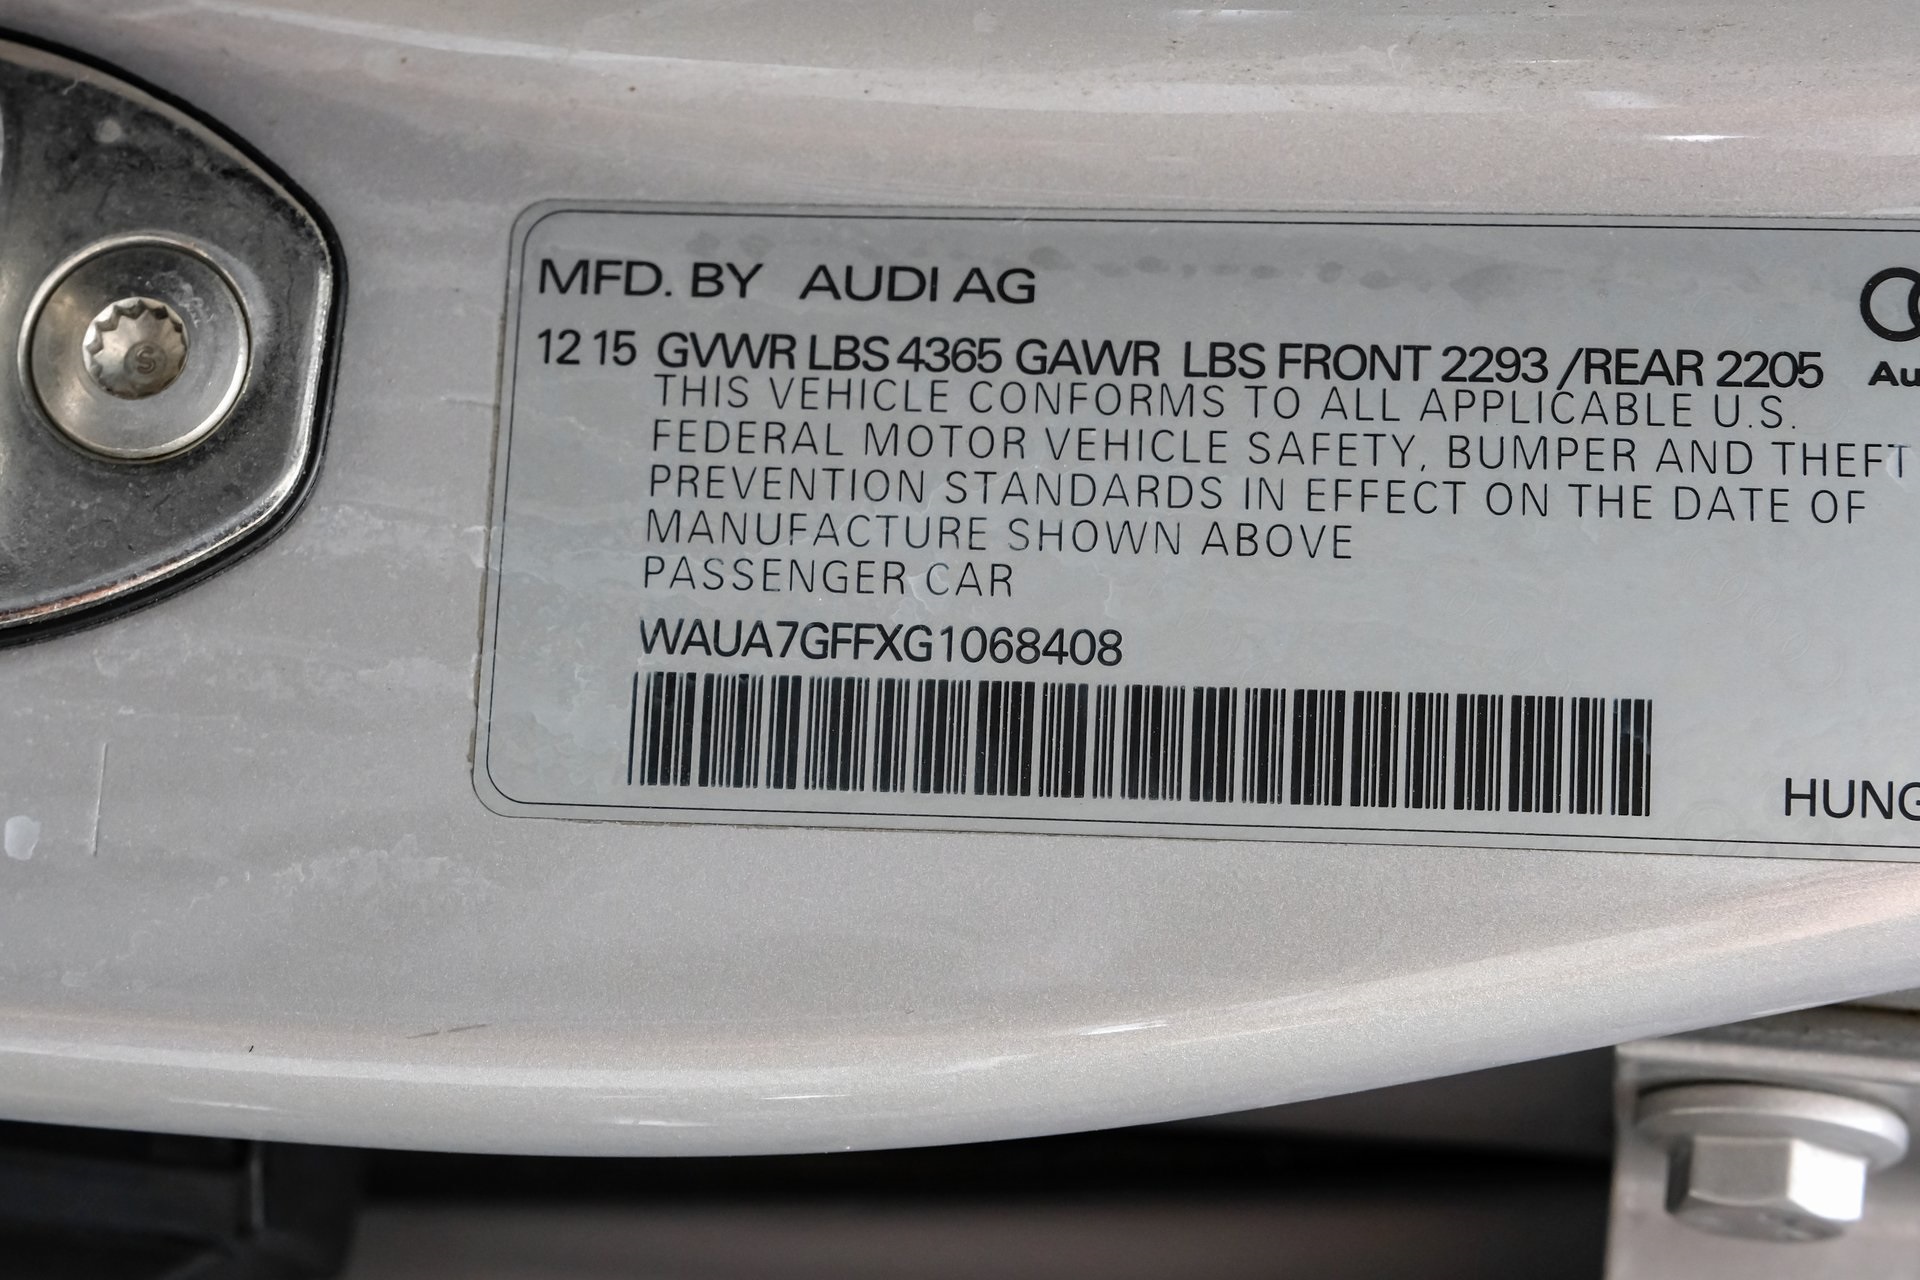 MFD. BY AUDI AG
12 15 GVWR LBS 4365 GAWR LBS FRONT 2293 /REAR 2205
THIS VEHICLE CONFORMS TO ALL APPLICABLE U.S.
FEDERAL MOTOR VEHICLE SAFETY, BUMPER AND THEFT
PREVENTION STANDARDS IN EFFECT ON THE DATE OF
MANUFACTURE SHOWN ABOVE
PASSENGER CAR
WAUA7GFFXG1068408